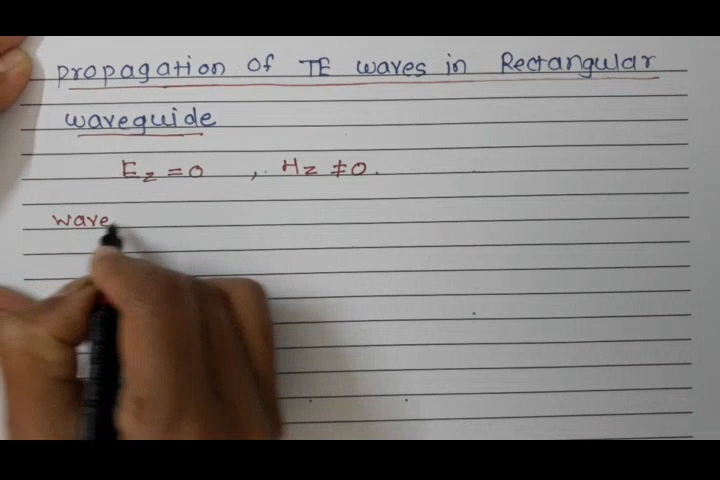 propagation of TE waves in Rectangular
waveguide
Ez = 0 , Hz ≠ 0.
wave